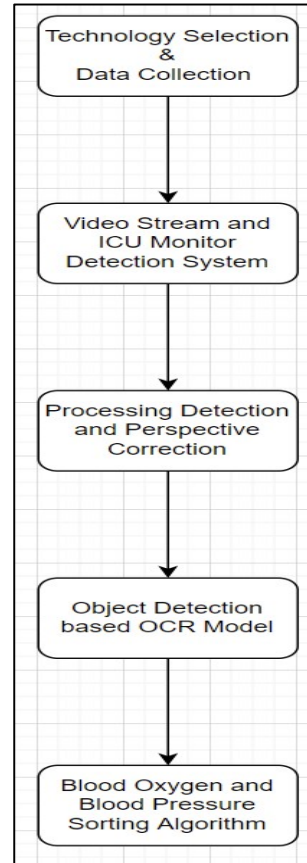 Technology Selection
&
Data Collection
Video Stream and
ICU Monitor
Detection System
Processing Detection
and Perspective
Correction
Object Detection
based OCR Model
Blood Oxygen and
Blood Pressure
Sorting Algorithm